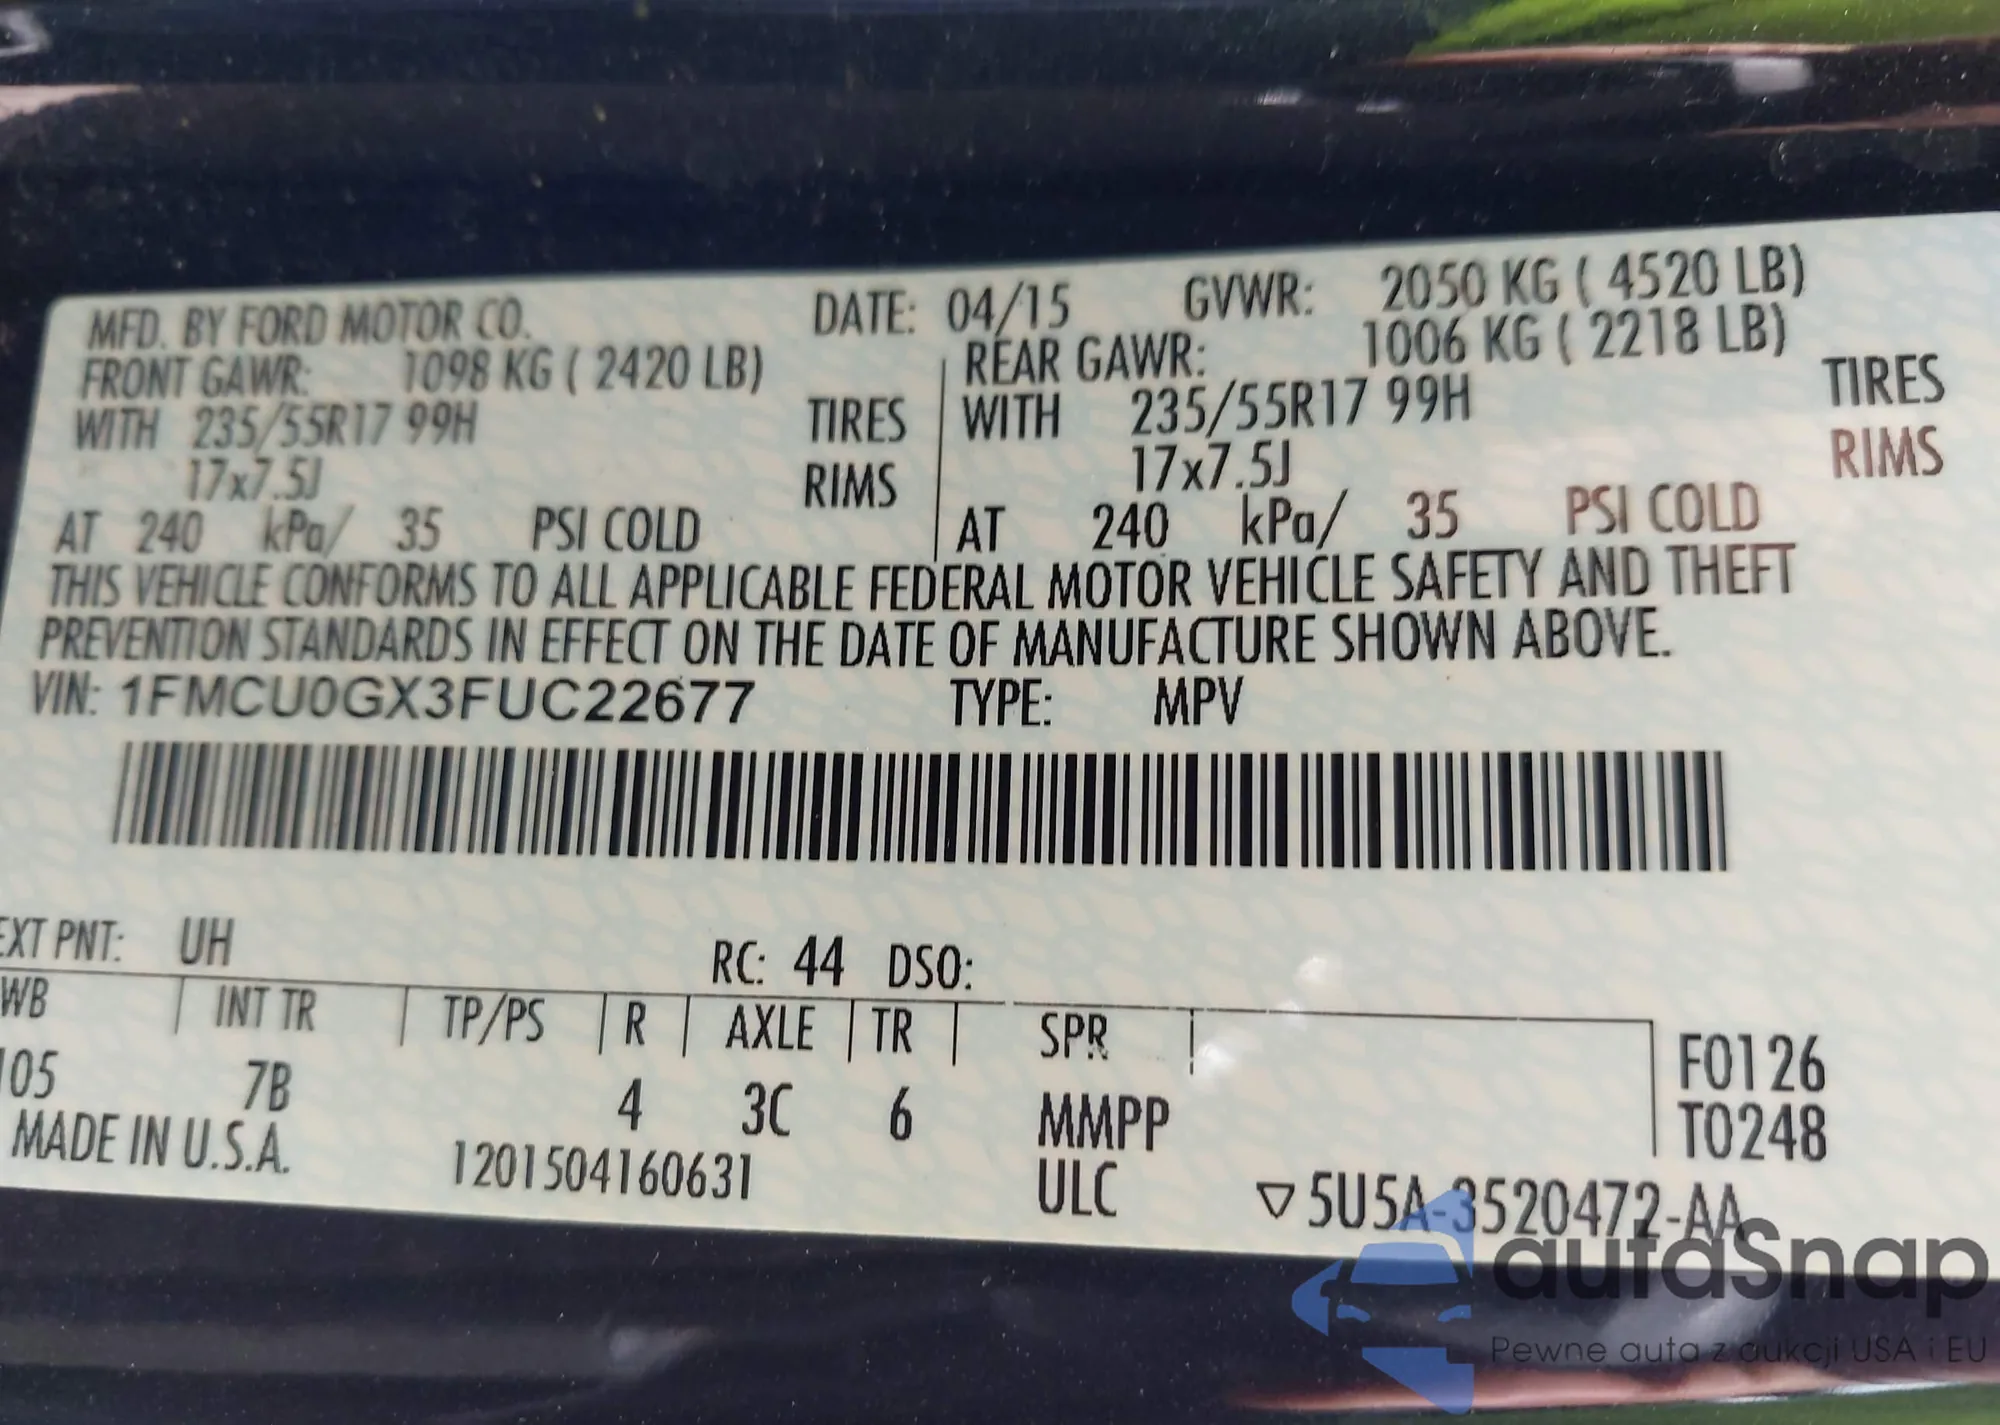 MFD. BY FORD MOTOR CO. DATE: 04/15 GVWR: 2050 KG ( 4520 LB)
FRONT GAWR: 1098 KG ( 2420 LB) REAR GAWR: 1006 KG ( 2218 LB)
WITH 235/55R17 99H TIRES WITH 235/55R17 99H TIRES
17x7.5J RIMS 17x7.5J RIMS
AT 240 kPa/ 35 PSI COLD AT 240 kPa/ 35 PSI COLD
THIS VEHICLE CONFORMS TO ALL APPLICABLE FEDERAL MOTOR VEHICLE SAFETY AND THEFT
PREVENTION STANDARDS IN EFFECT ON THE DATE OF MANUFACTURE SHOWN ABOVE.
VIN: 1FMCU0GX3FUC22677 TYPE: MPV
EXT PNT: UH RC: 44 DSO:
WB INT TR TP/PS R AXLE TR SPR
105 7B 4 3C 6 MMPP F0126
T0248
MADE IN U.S.A. 1201504160631 ULC ▽5U5A-3520472-AA
autaSnap
Pewne auta z aukcji USA i EU